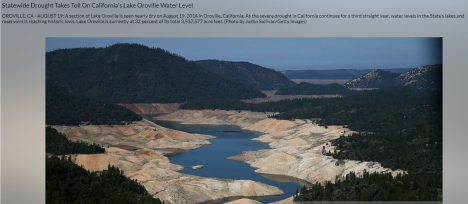 Statewide Drought Takes Toll On California's Lake Oroville Water Level
OROVILLE, CA - AUGUST 19: A section of Lake Oroville is seen nearly dry on August 19, 2014 in Oroville, California. As the severe drought in California continues for a third straight year, water levels in the State's lakes and
reservoirs is reaching historic lows. Lake Oroville is currently at 32 percent of its total 3,537,577 acre feet. (Photo by Justin Sullivan/Getty Images)